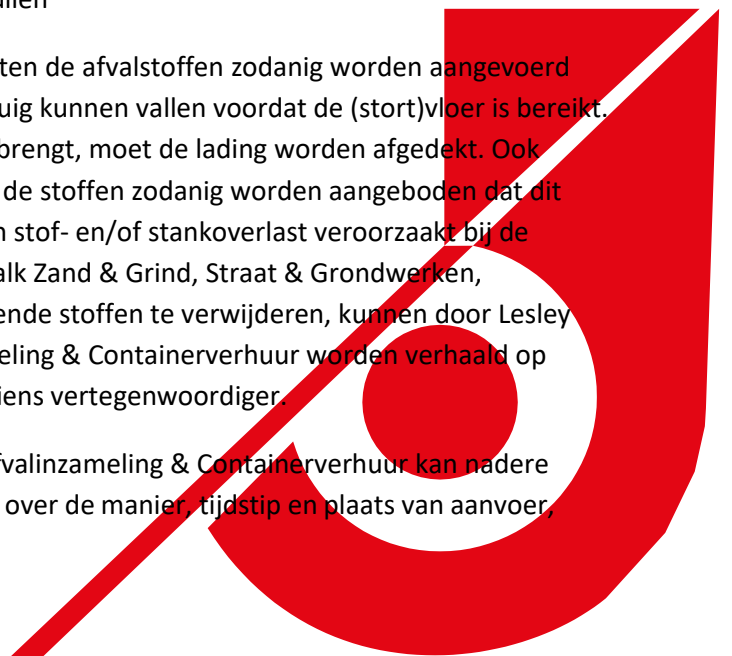 ten de afvalstoffen zodanig worden aangevoerd
uig kunnen vallen voordat de (stort)vloer is bereikt.
brengt, moet de lading worden afgedekt. Ook
de stoffen zodanig worden aangeboden dat dit
n stof- en/of stankoverlast veroorzaakt bij de
alk Zand & Grind, Straat & Grondwerken,
ende stoffen te verwijderen, kunnen door Lesley
eling & Containerverhuur worden verhaald op
iens vertegenwoordiger.
fvalinzameling & Containerverhuur kan nadere
over de manier, tijdstip en plaats van aanvoer,